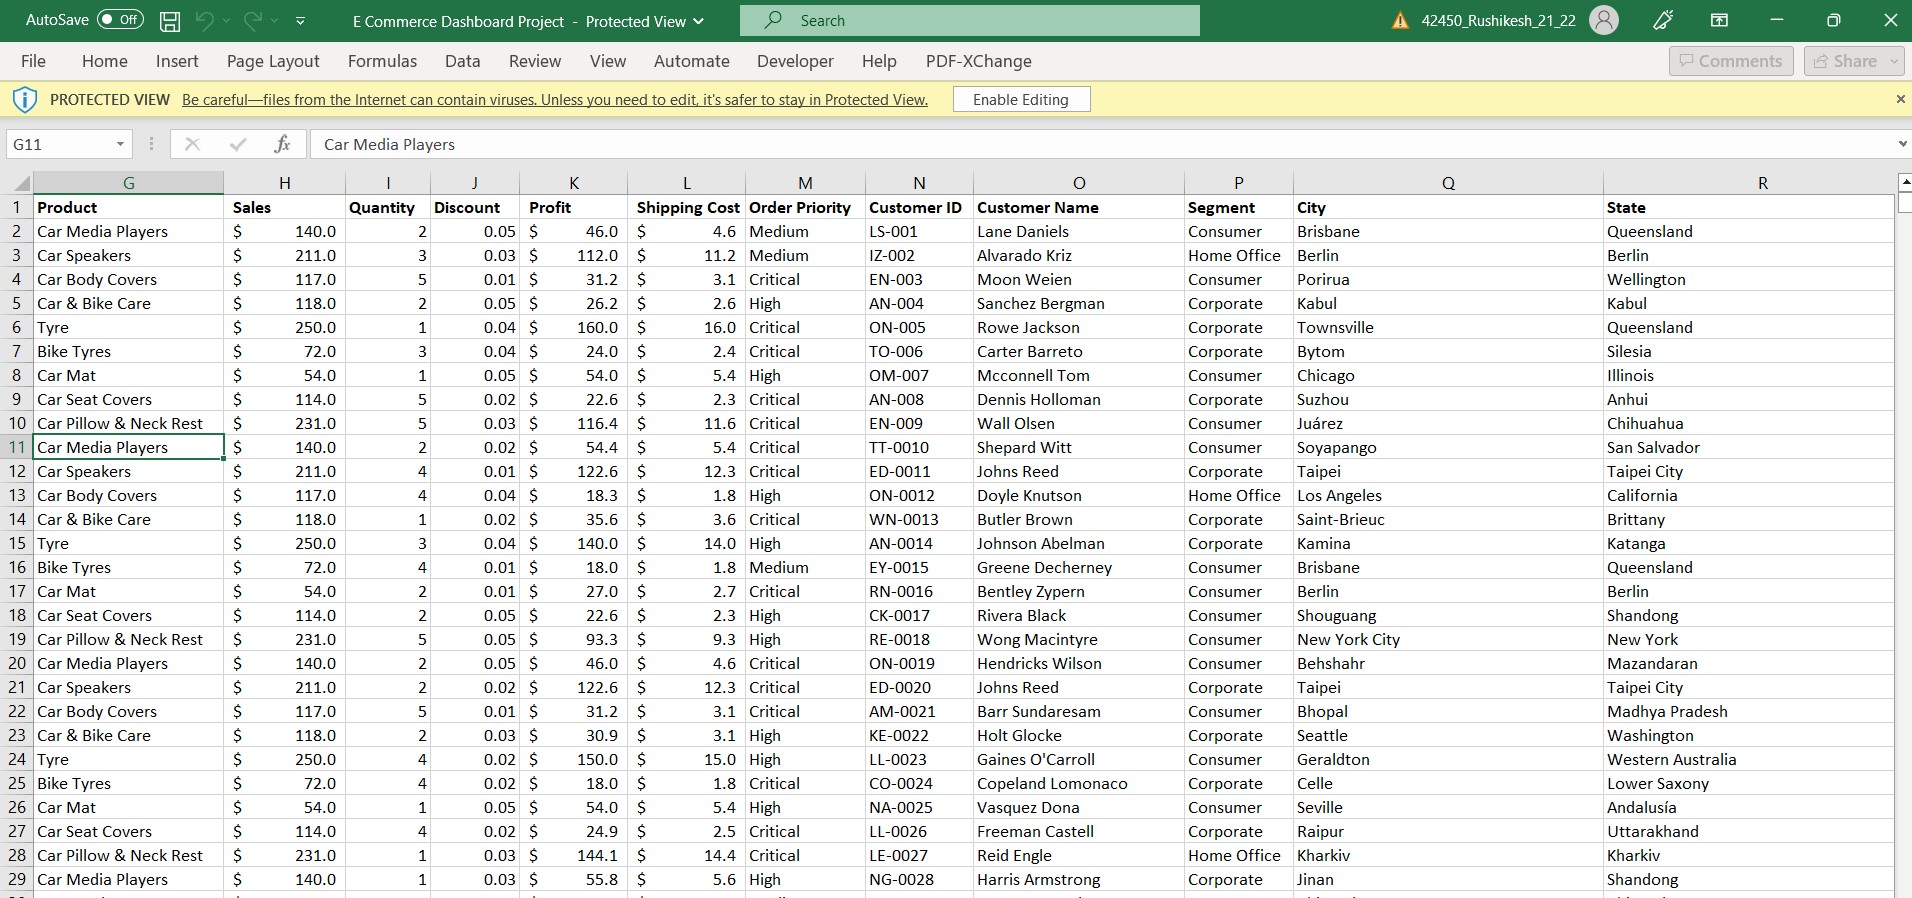 AutoSave Off E Commerce Dashboard Project - Protected View Search 42450_Rushikesh_21_22
File Home Insert Page Layout Formulas Data Review View Automate Developer Help PDF-XChange Comments Share
PROTECTED VIEW Be careful—files from the Internet can contain viruses. Unless you need to edit, it's safer to stay in Protected View. Enable Editing
G11 fx Car Media Players
G H I J K L M N O P Q R
1 Product Sales Quantity Discount Profit Shipping Cost Order Priority Customer ID Customer Name Segment City State
2 Car Media Players $ 140.0 2 0.05 $ 46.0 $ 4.6 Medium LS-001 Lane Daniels Consumer Brisbane Queensland
3 Car Speakers $ 211.0 3 0.03 $ 112.0 $ 11.2 Medium IZ-002 Alvarado Kriz Home Office Berlin Berlin
4 Car Body Covers $ 117.0 5 0.01 $ 31.2 $ 3.1 Critical EN-003 Moon Weien Consumer Porirua Wellington
5 Car & Bike Care $ 118.0 2 0.05 $ 26.2 $ 2.6 High AN-004 Sanchez Bergman Corporate Kabul Kabul
6 Tyre $ 250.0 1 0.04 $ 160.0 $ 16.0 Critical ON-005 Rowe Jackson Corporate Townsville Queensland
7 Bike Tyres $ 72.0 3 0.04 $ 24.0 $ 2.4 Critical TO-006 Carter Barreto Corporate Bytom Silesia
8 Car Mat $ 54.0 1 0.05 $ 54.0 $ 5.4 High OM-007 Mcconnell Tom Consumer Chicago Illinois
9 Car Seat Covers $ 114.0 5 0.02 $ 22.6 $ 2.3 Critical AN-008 Dennis Holloman Corporate Suzhou Anhui
10 Car Pillow & Neck Rest $ 231.0 5 0.03 $ 116.4 $ 11.6 Critical EN-009 Wall Olsen Consumer Juárez Chihuahua
11 Car Media Players $ 140.0 2 0.02 $ 54.4 $ 5.4 Critical TT-0010 Shepard Witt Consumer Soyapango San Salvador
12 Car Speakers $ 211.0 4 0.01 $ 122.6 $ 12.3 Critical ED-0011 Johns Reed Corporate Taipei Taipei City
13 Car Body Covers $ 117.0 4 0.04 $ 18.3 $ 1.8 High ON-0012 Doyle Knutson Home Office Los Angeles California
14 Car & Bike Care $ 118.0 1 0.02 $ 35.6 $ 3.6 Critical WN-0013 Butler Brown Corporate Saint-Brieuc Brittany
15 Tyre $ 250.0 3 0.04 $ 140.0 $ 14.0 High AN-0014 Johnson Abelman Corporate Kamina Katanga
16 Bike Tyres $ 72.0 4 0.01 $ 18.0 $ 1.8 Medium EY-0015 Greene Decherney Consumer Brisbane Queensland
17 Car Mat $ 54.0 2 0.01 $ 27.0 $ 2.7 Critical RN-0016 Bentley Zypern Consumer Berlin Berlin
18 Car Seat Covers $ 114.0 2 0.05 $ 22.6 $ 2.3 High CK-0017 Rivera Black Consumer Shouguang Shandong
19 Car Pillow & Neck Rest $ 231.0 5 0.05 $ 93.3 $ 9.3 High RE-0018 Wong Macintyre Consumer New York City New York
20 Car Media Players $ 140.0 2 0.05 $ 46.0 $ 4.6 Critical ON-0019 Hendricks Wilson Consumer Behshahr Mazandaran
21 Car Speakers $ 211.0 2 0.02 $ 122.6 $ 12.3 Critical ED-0020 Johns Reed Corporate Taipei Taipei City
22 Car Body Covers $ 117.0 5 0.01 $ 31.2 $ 3.1 Critical AM-0021 Barr Sundaresam Consumer Bhopal Madhya Pradesh
23 Car & Bike Care $ 118.0 2 0.03 $ 30.9 $ 3.1 High KE-0022 Holt Glocke Corporate Seattle Washington
24 Tyre $ 250.0 4 0.02 $ 150.0 $ 15.0 High LL-0023 Gaines O'Carroll Consumer Geraldton Western Australia
25 Bike Tyres $ 72.0 4 0.02 $ 18.0 $ 1.8 Critical CO-0024 Copeland Lomonaco Corporate Celle Lower Saxony
26 Car Mat $ 54.0 1 0.05 $ 54.0 $ 5.4 High NA-0025 Vasquez Dona Consumer Seville Andalusía
27 Car Seat Covers $ 114.0 4 0.02 $ 24.9 $ 2.5 Critical LL-0026 Freeman Castell Corporate Raipur Uttarakhand
28 Car Pillow & Neck Rest $ 231.0 1 0.03 $ 144.1 $ 14.4 Critical LE-0027 Reid Engle Home Office Kharkiv Kharkiv
29 Car Media Players $ 140.0 1 0.03 $ 55.8 $ 5.6 High NG-0028 Harris Armstrong Corporate Jinan Shandong